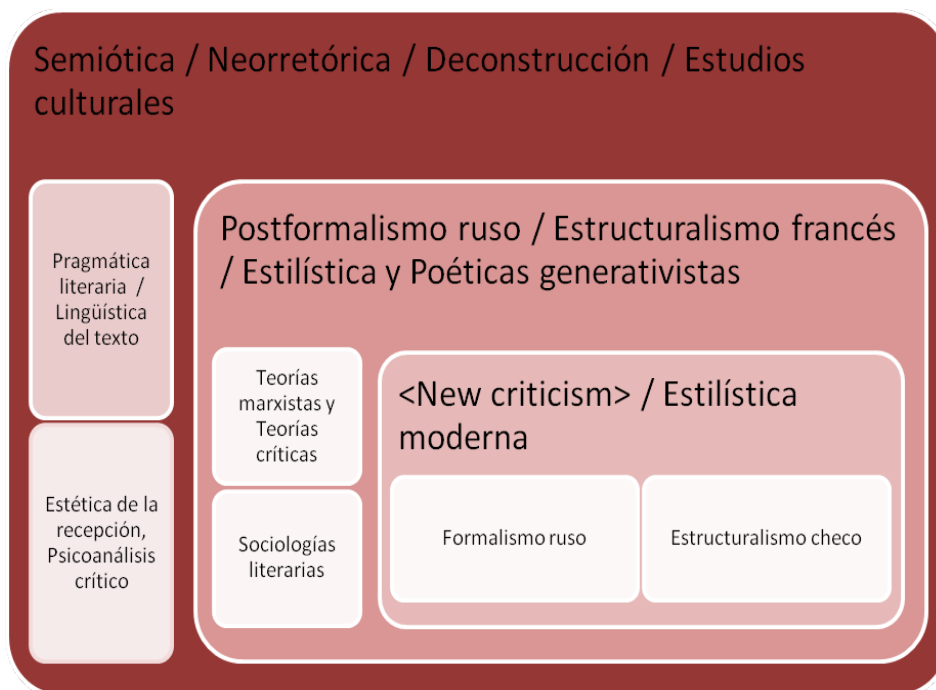 Semiótica / Neorretórica / Deconstrucción / Estudios
culturales
Pragmática
literaria /
Lingüística
del texto
Estética de la
recepción,
Psicoanálisis
crítico
Postformalismo ruso / Estructuralismo francés
/ Estilística y Poéticas generativistas
Teorías
marxistas y
Teorías
críticas
Sociologías
literarias
<New criticism> / Estilística
moderna
Formalismo ruso
Estructuralismo checo